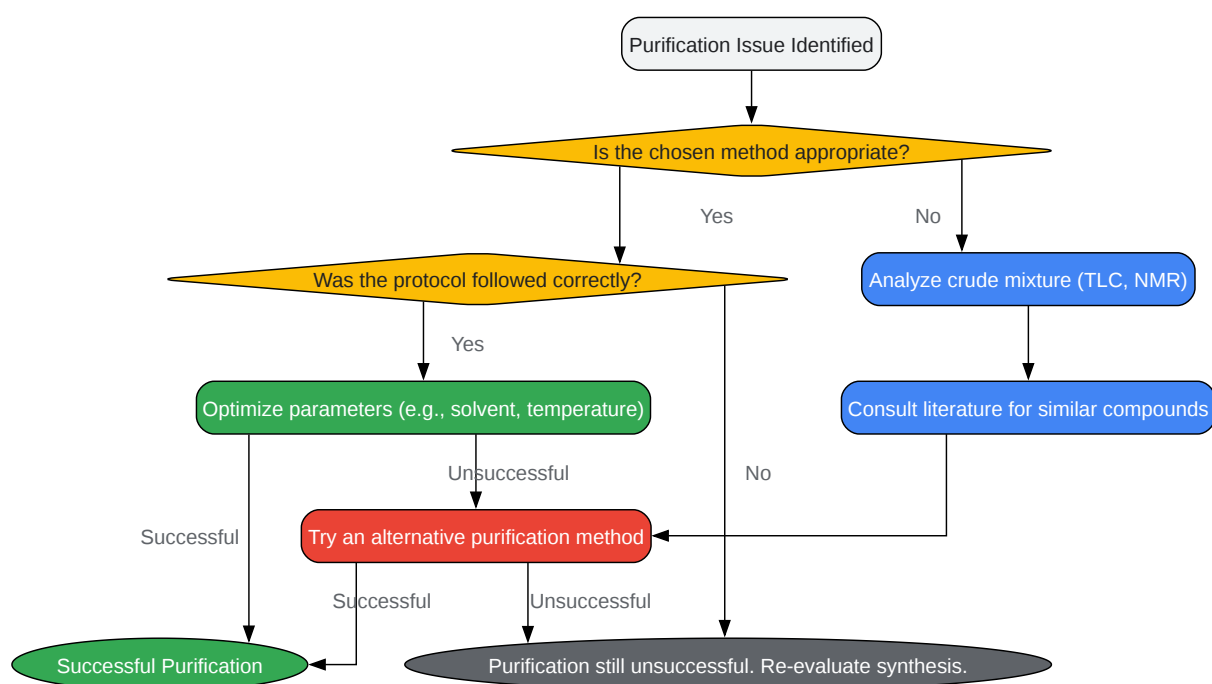 Purification Issue Identified
Is the chosen method appropriate?
Yes
No
Was the protocol followed correctly?
Analyze crude mixture (TLC, NMR)
Yes
Optimize parameters (e.g., solvent, temperature)
Consult literature for similar compounds
Unsuccessful
No
Successful
Try an alternative purification method
Successful
Unsuccessful
Successful Purification
Purification still unsuccessful. Re-evaluate synthesis.